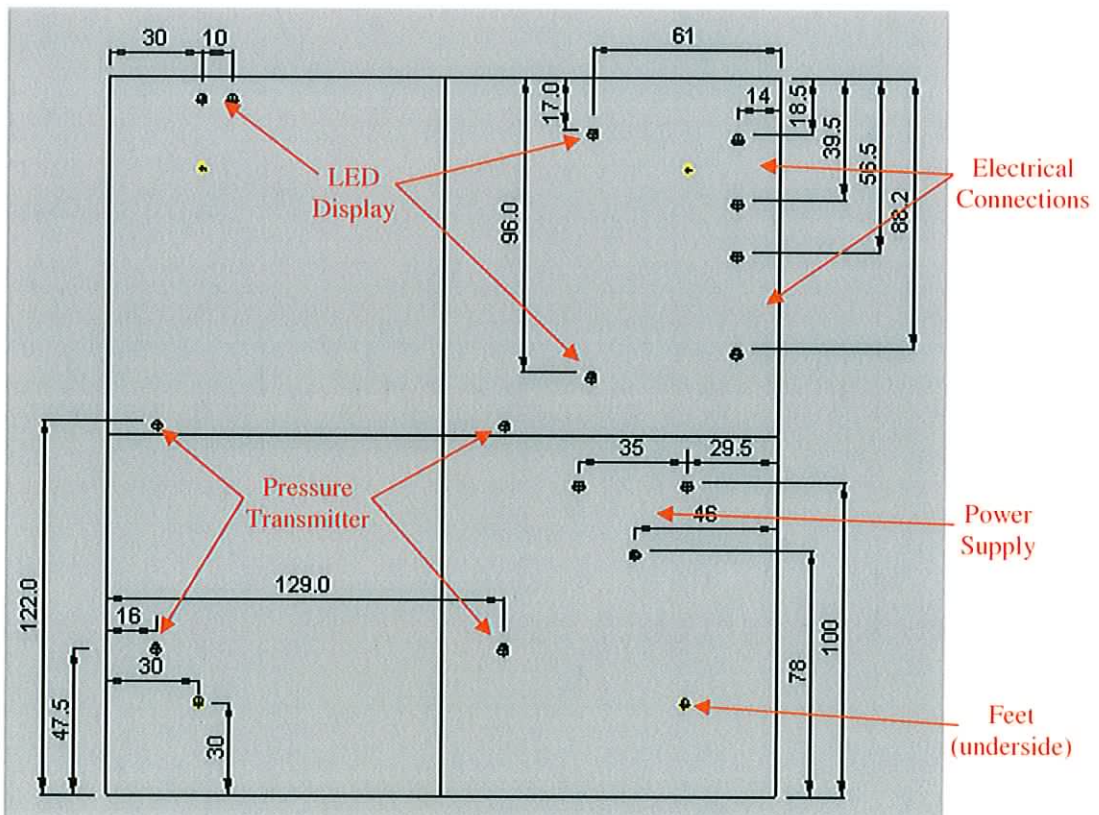 30
10
61
17.0
14
18.5
39.5
56.5
88.2
LED
Display
Electrical
Connections
96.0
35
29.5
Pressure
Transmitter
46
Power
Supply
122.0
129.0
16
30
47.5
30
78
100
Feet
(underside)